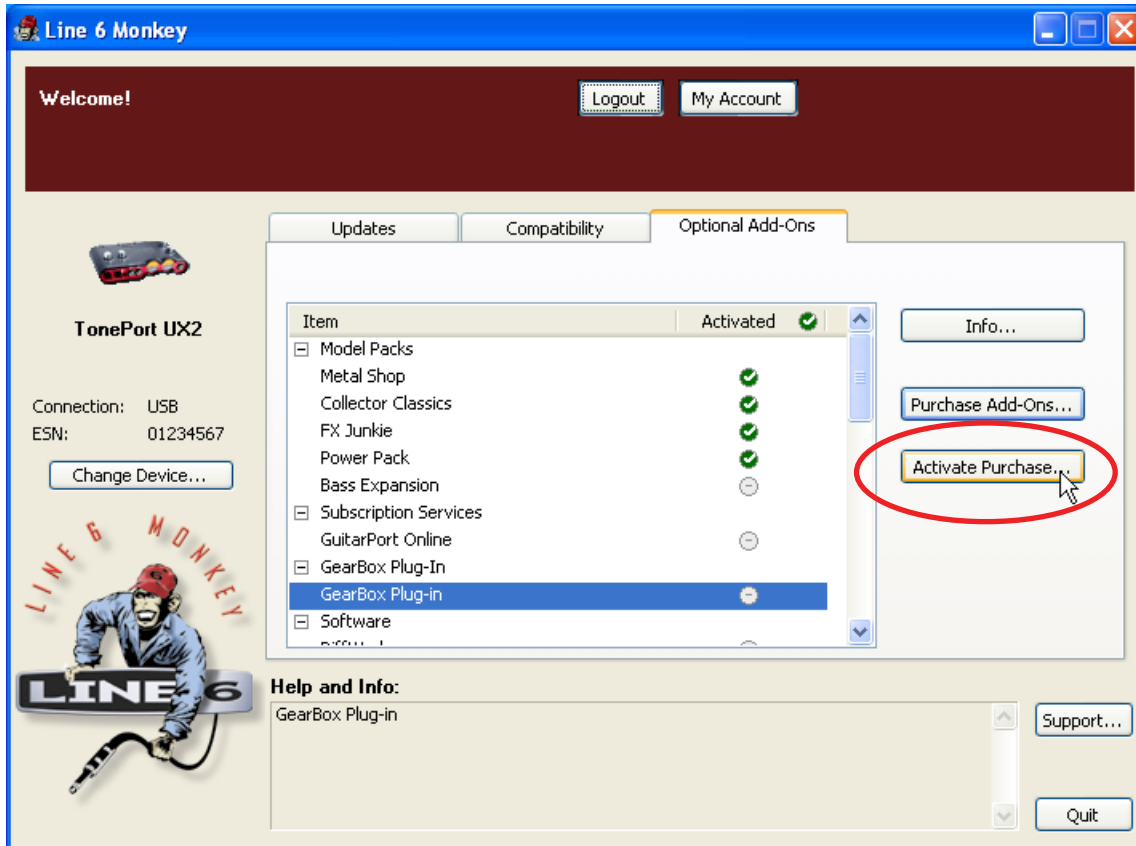 Line 6 Monkey
Welcome!
Logout
My Account
Updates
Compatibility
Optional Add-Ons
TonePort UX2
Connection: USB
ESN: 01234567
Change Device...
Item Activated
Model Packs
Metal Shop
Collector Classics
FX Junkie
Power Pack
Bass Expansion
Subscription Services
GuitarPort Online
GearBox Plug-In
GearBox Plug-in
Software
Info...
Purchase Add-Ons...
Activate Purchase...
LINE 6 MONKEY
6
LINE 6
Help and Info:
GearBox Plug-in
Support...
Quit